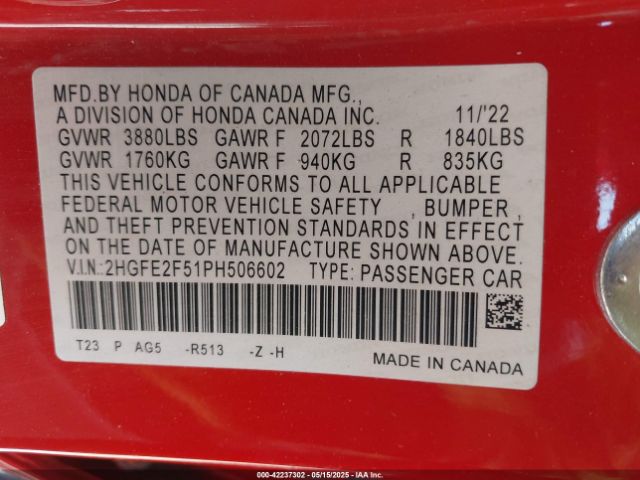 MFD.BY HONDA OF CANADA MFG.,
A DIVISION OF HONDA CANADA INC. 11/'22
GVWR 3880LBS GAWR F 2072LBS R 1840LBS
GVWR 1760KG GAWR F 940KG R 835KG
THIS VEHICLE CONFORMS TO ALL APPLICABLE
FEDERAL MOTOR VEHICLE SAFETY , BUMPER ,
AND THEFT PREVENTION STANDARDS IN EFFECT
ON THE DATE OF MANUFACTURE SHOWN ABOVE.
V.I.N.:2HGFE2F51PH506602 TYPE: PASSENGER CAR
T23 P AG5 -R513 -Z -H
MADE IN CANADA
000-42237302 - 05/15/2025 - IAAI.COM